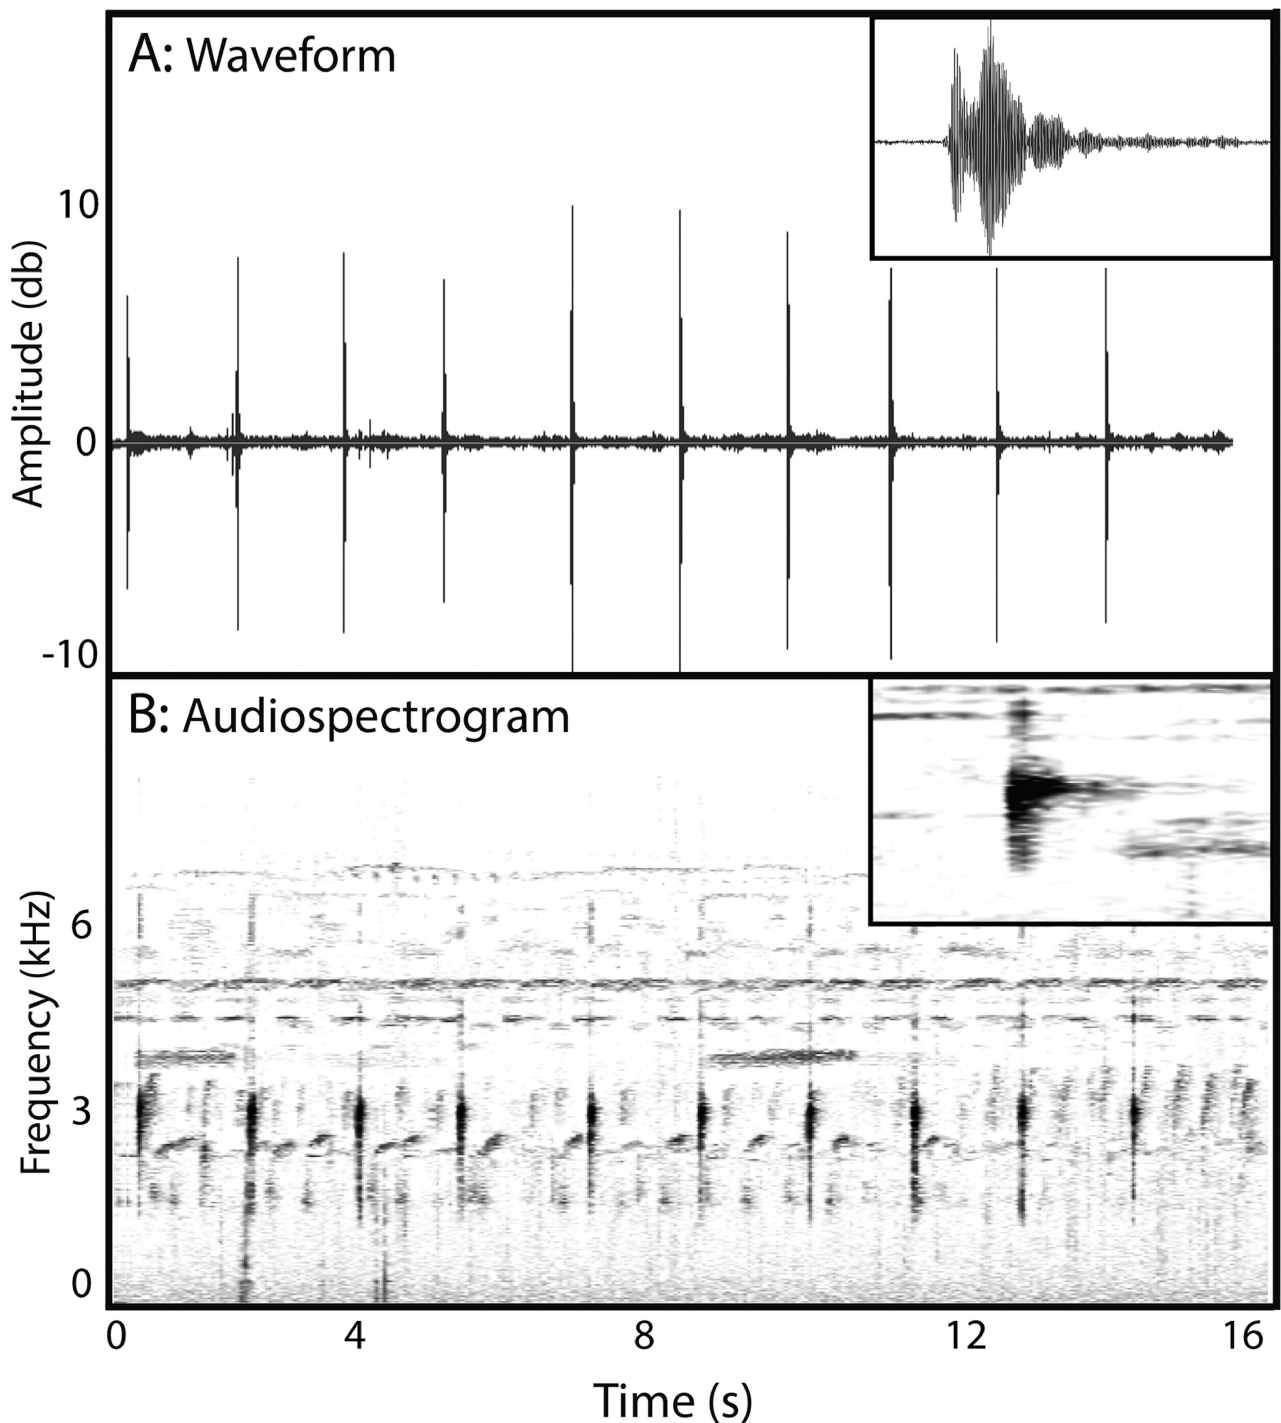 A: Waveform
10
0
-10
Amplitude (db)
B: Audiospectrogram
6
3
0
Frequency (kHz)
0 4 8 12 16
Time (s)